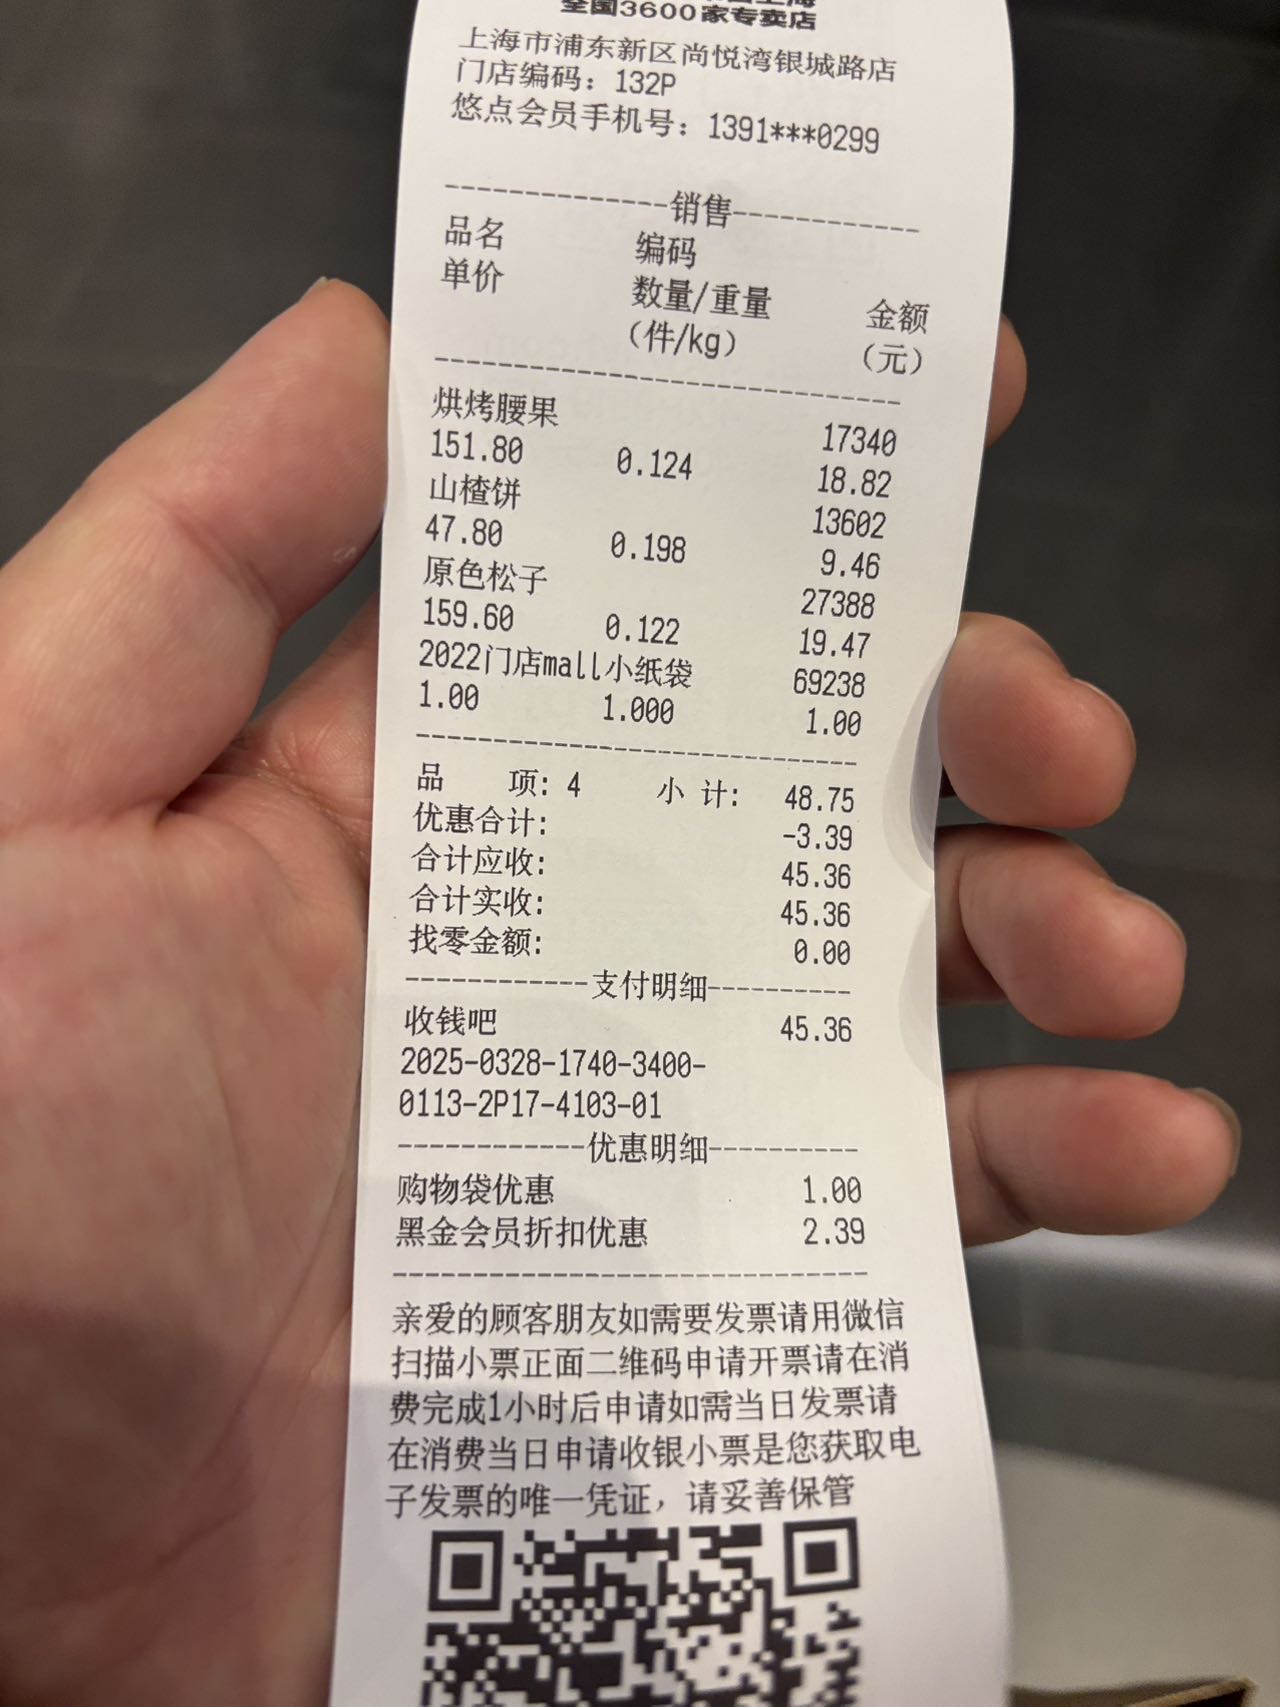 全国3600家专卖店
上海市浦东新区尚悦湾银城路店
门店编码：132P
悠点会员手机号：1391***0299
--------------销售------------
品名 编码
单价 数量/重量 金额
（件/kg） （元）
烘烤腰果 17340
151.80 0.124 18.82
山楂饼 13602
47.80 0.198 9.46
原色松子 27388
159.60 0.122 19.47
2022门店mall小纸袋 69238
1.00 1.000 1.00
品 项: 4 小 计: 48.75
优惠合计: -3.39
合计应收: 45.36
合计实收: 45.36
找零金额: 0.00
------------支付明细----------
收钱吧 45.36
2025-0328-1740-3400-
0113-2P17-4103-01
------------优惠明细----------
购物袋优惠 1.00
黑金会员折扣优惠 2.39
亲爱的顾客朋友如需要发票请用微信
扫描小票正面二维码申请开票请在消
费完成1小时后申请如需当日发票请
在消费当日申请收银小票是您获取电
子发票的唯一凭证，请妥善保管